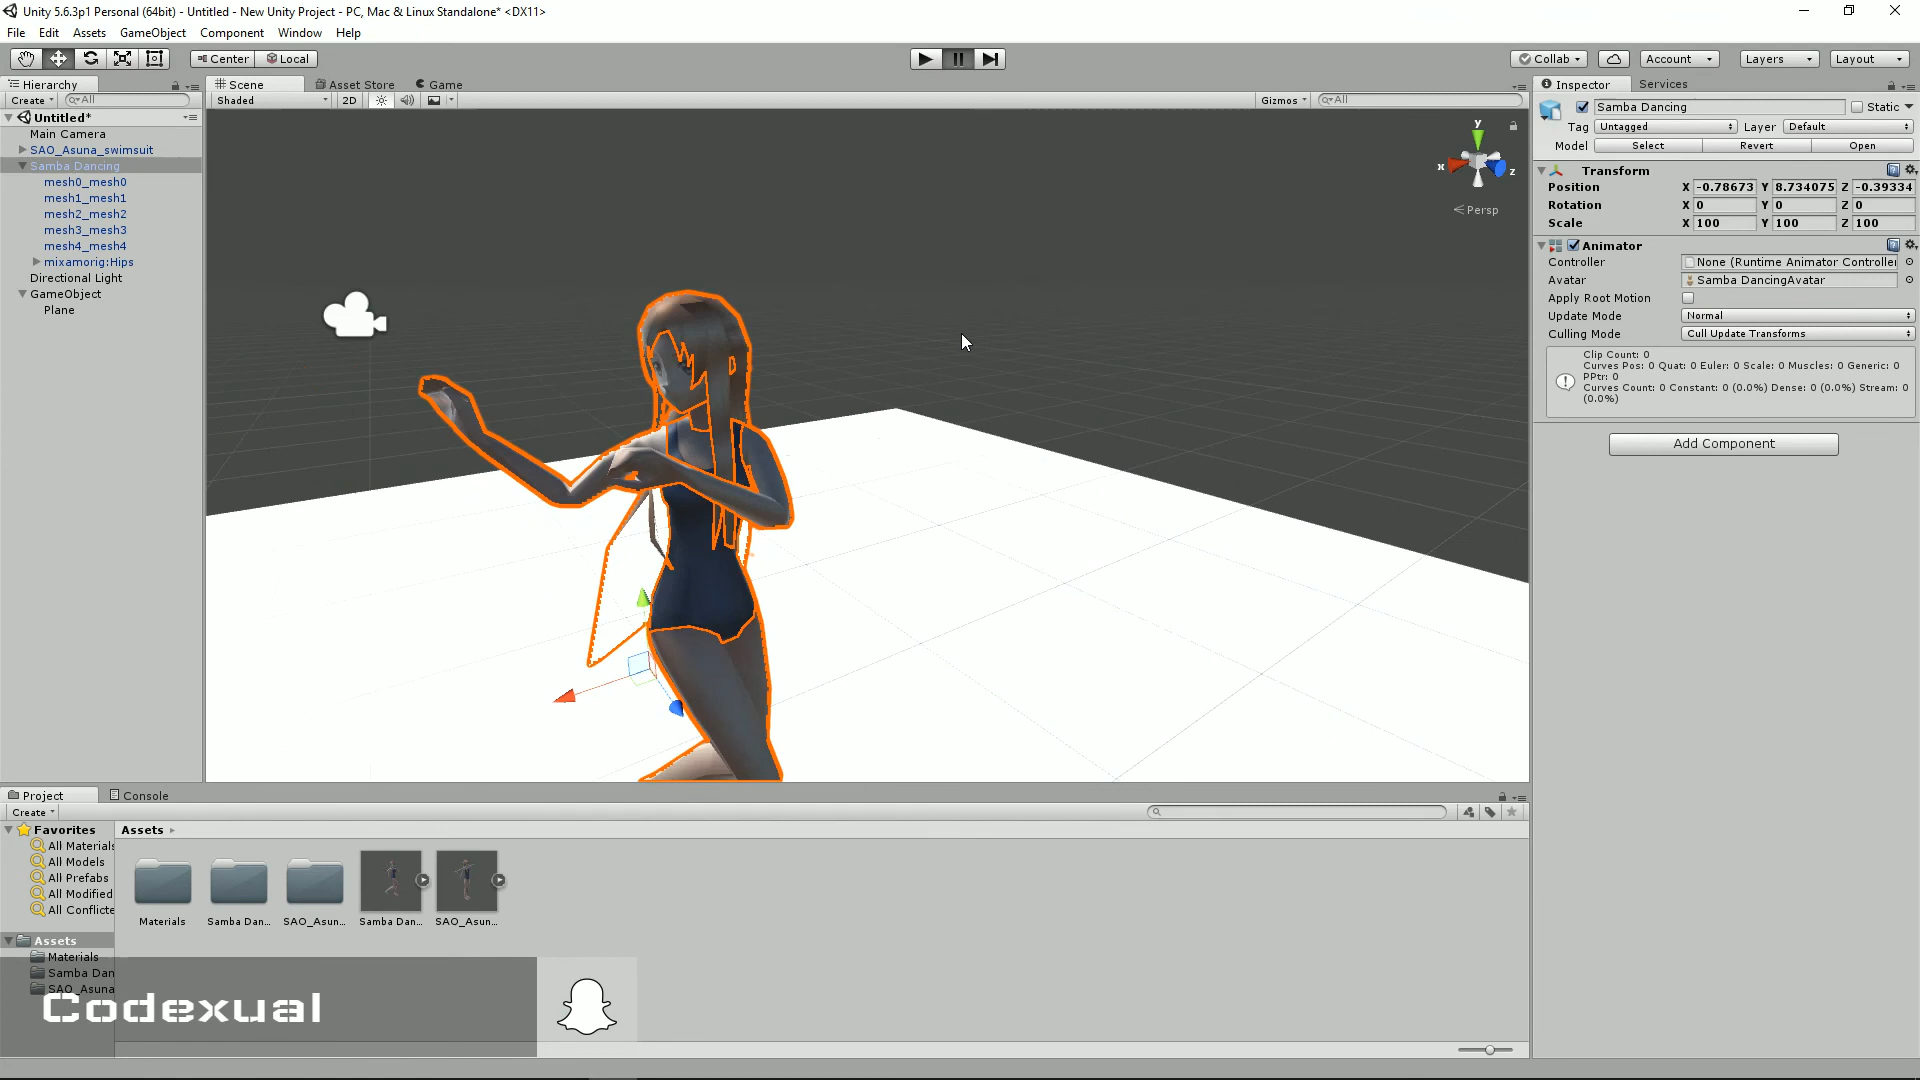 Unity 5.6.3p1 Personal (64bit) - Untitled - New Unity Project - PC, Mac & Linux Standalone* <DX11>
File Edit Assets GameObject Component Window Help
Center Local Collab Account Layers Layout
Hierarchy
Create All
Untitled*
Main Camera
SAO_Asuna_swimsuit
Samba Dancing
mesh0_mesh0
mesh1_mesh1
mesh2_mesh2
mesh3_mesh3
mesh4_mesh4
mixamorig:Hips
Directional Light
GameObject
Plane
Scene Asset Store Game
Shaded 2D Gizmos All
y
x
z
Persp
Inspector Services
Samba Dancing Static
Tag Untagged Layer Default
Model Select Revert Open
Transform
Position X -0.78673 Y 8.734075 Z -0.39334
Rotation X 0 Y 0 Z 0
Scale X 100 Y 100 Z 100
Animator
Controller None (Runtime Animator Controller
Avatar Samba DancingAvatar
Apply Root Motion
Update Mode Normal
Culling Mode Cull Update Transforms
Clip Count: 0
Curves Pos: 0 Quat: 0 Euler: 0 Scale: 0 Muscles: 0 Generic: 0
PPtr: 0
Curves Count: 0 Constant: 0 (0.0%) Dense: 0 (0.0%) Stream: 0
(0.0%)
Add Component
Project Console
Create
Favorites
All Materials
All Models
All Prefabs
All Modified
All Conflicte
Assets
Materials
Samba Dan
SAO_Asuna
Assets
Materials Samba Dan... SAO_Asun... Samba Dan... SAO_Asun...
Codexual